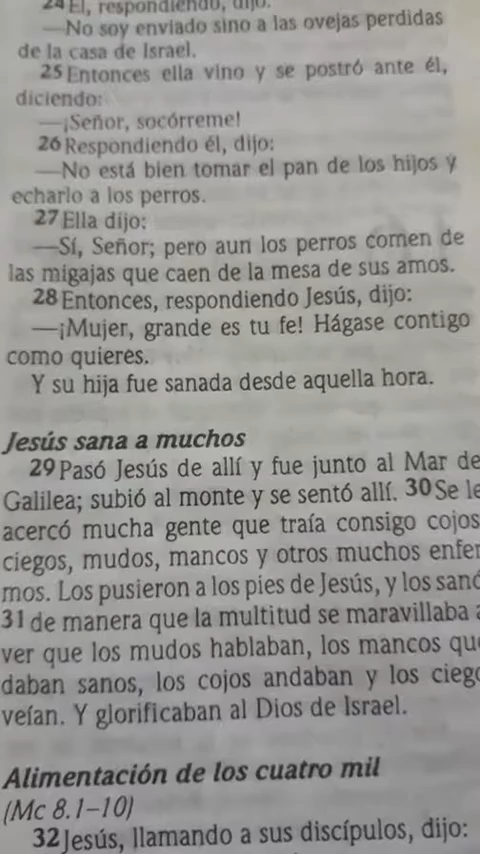 24 Él, respondiendo, dijo:
—No soy enviado sino a las ovejas perdidas
de la casa de Israel.
25 Entonces ella vino y se postró ante él,
diciendo:
—¡Señor, socórreme!
26 Respondiendo él, dijo:
—No está bien tomar el pan de los hijos y
echarlo a los perros.
27 Ella dijo:
—Sí, Señor; pero aun los perros comen de
las migajas que caen de la mesa de sus amos.
28 Entonces, respondiendo Jesús, dijo:
—¡Mujer, grande es tu fe! Hágase contigo
como quieres.
Y su hija fue sanada desde aquella hora.
Jesús sana a muchos
29 Pasó Jesús de allí y fue junto al Mar de
Galilea; subió al monte y se sentó allí. 30 Se le
acercó mucha gente que traía consigo cojos
ciegos, mudos, mancos y otros muchos enfer
mos. Los pusieron a los pies de Jesús, y los sanó
31 de manera que la multitud se maravillaba a
ver que los mudos hablaban, los mancos que
daban sanos, los cojos andaban y los ciego
veían. Y glorificaban al Dios de Israel.
Alimentación de los cuatro mil
(Mc 8.1–10)
32 Jesús, llamando a sus discípulos, dijo: